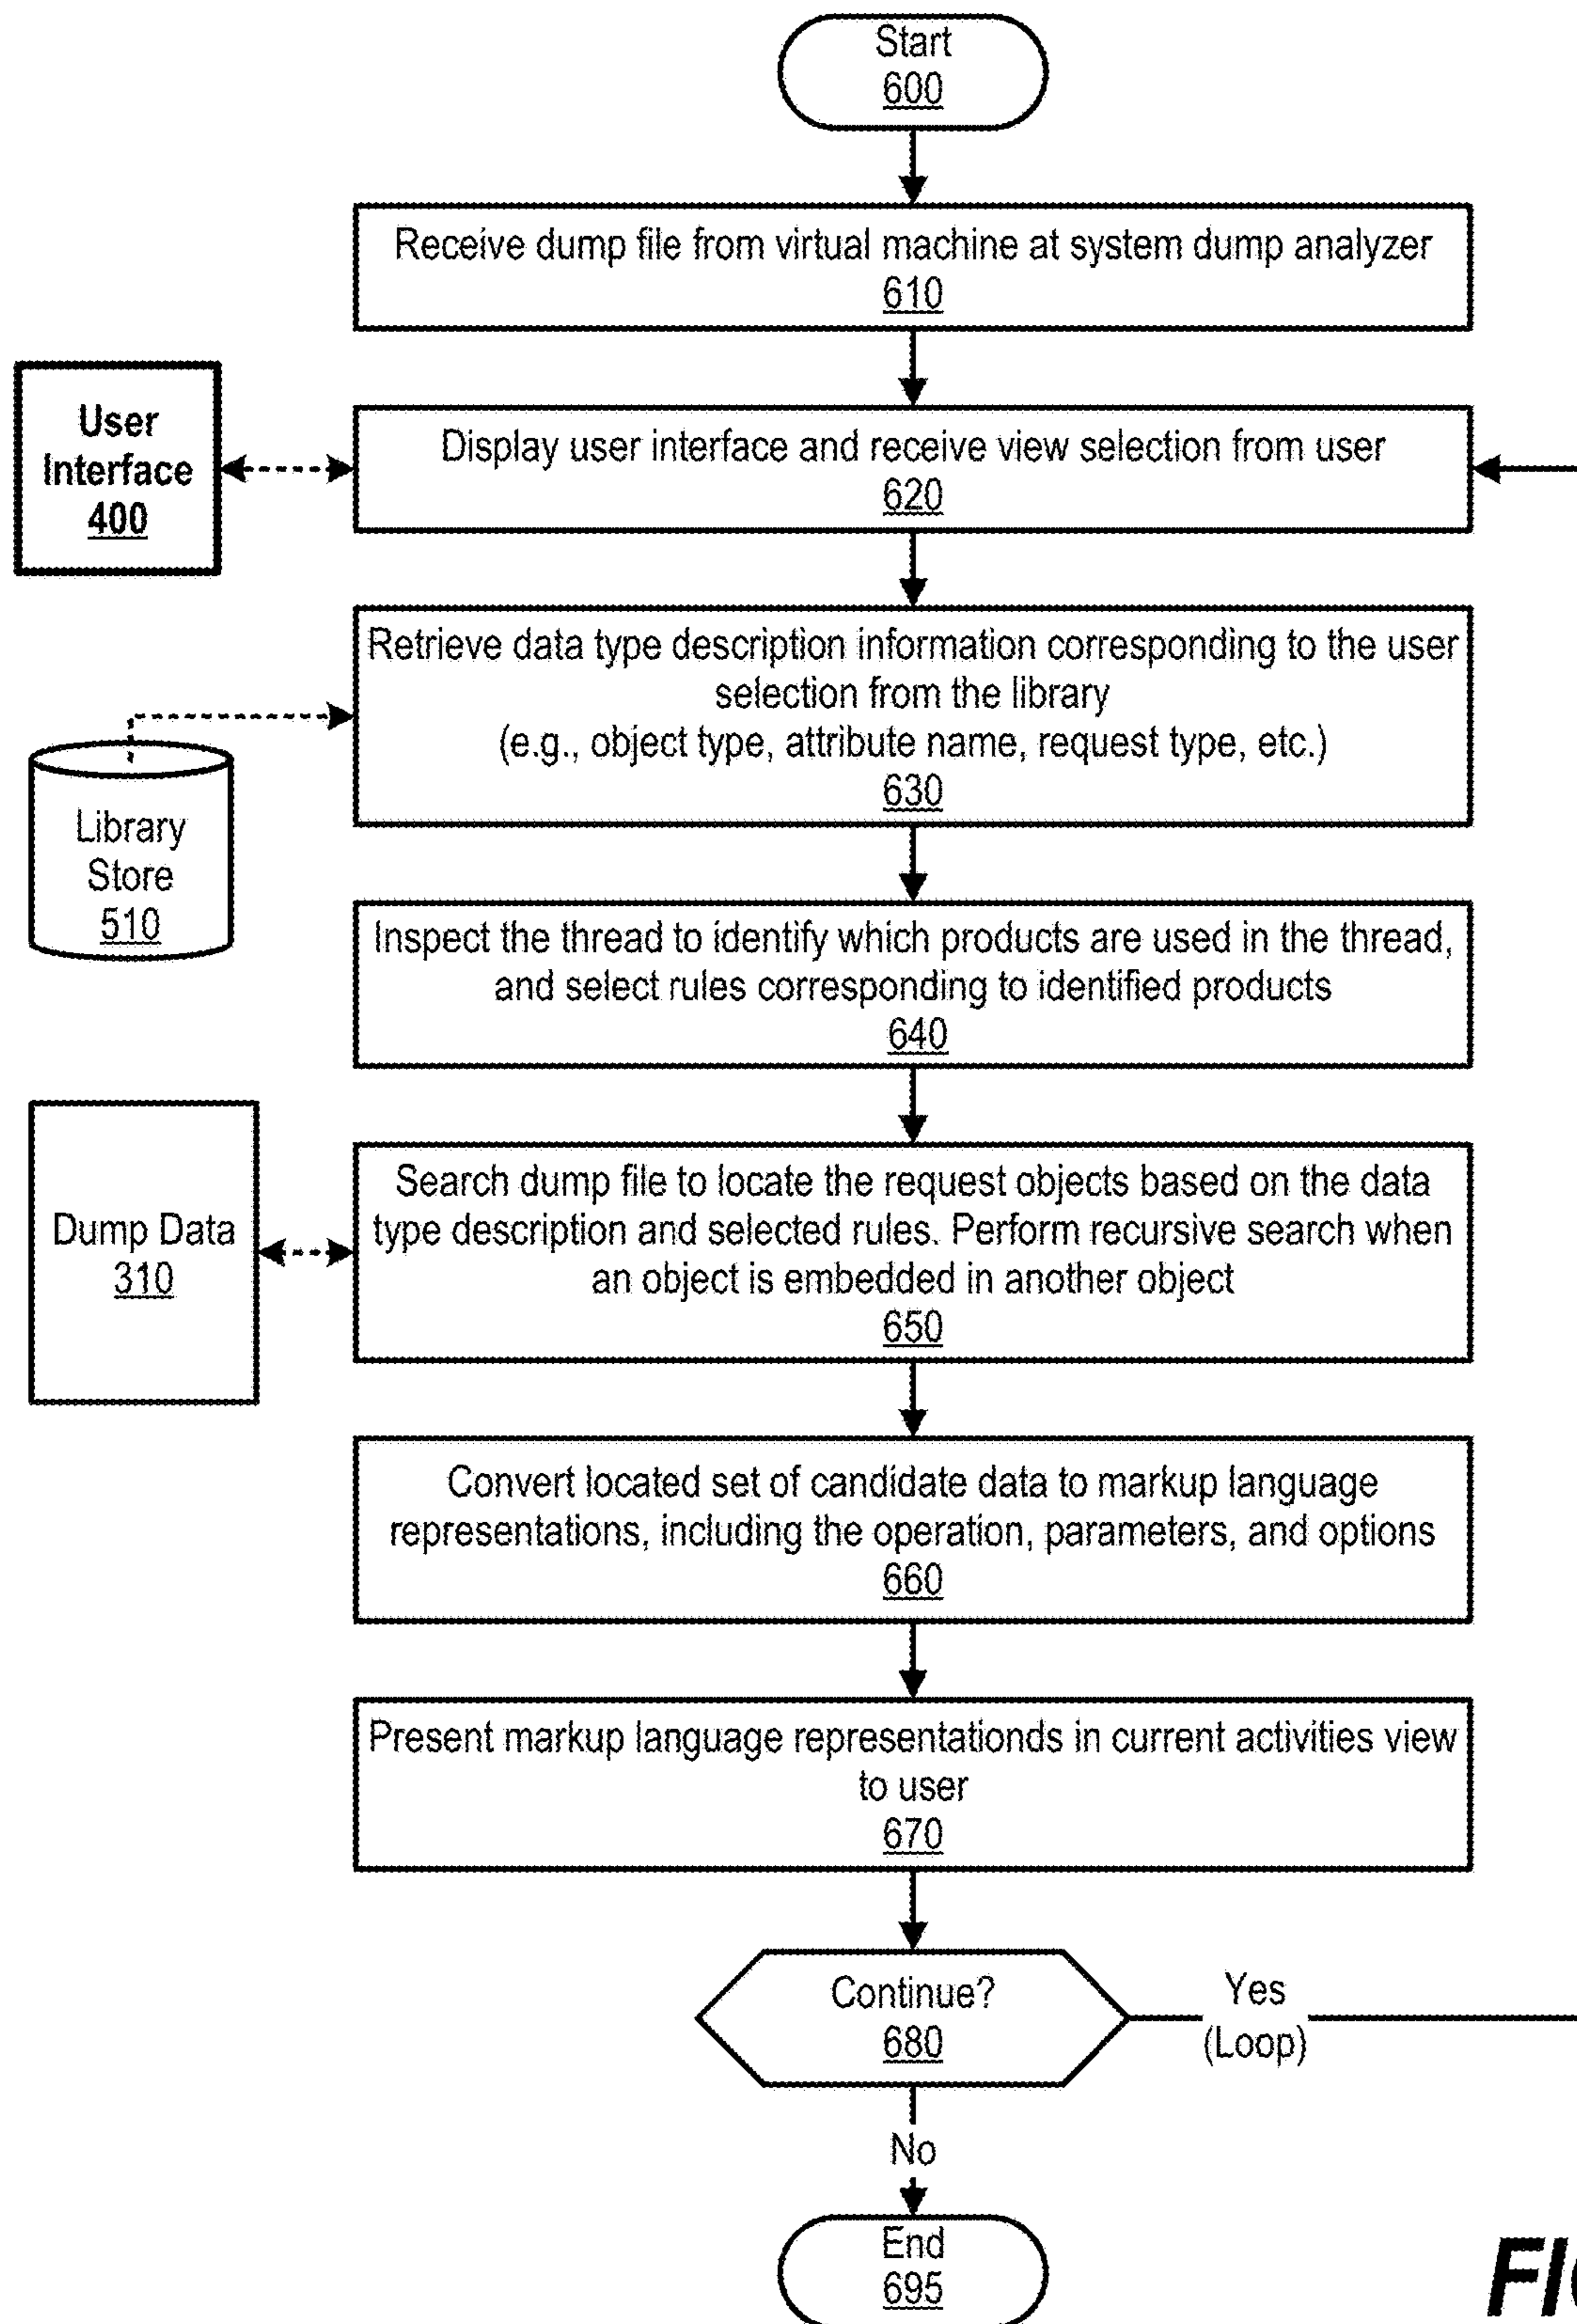 Start
600
Receive dump file from virtual machine at system dump analyzer
610
User
Interface
400
Display user interface and receive view selection from user
620
Retrieve data type description information corresponding to the user
selection from the library
(e.g., object type, attribute name, request type, etc.)
630
Library
Store
510
Inspect the thread to identify which products are used in the thread,
and select rules corresponding to identified products
640
Dump Data
310
Search dump file to locate the request objects based on the data
type description and selected rules. Perform recursive search when
an object is embedded in another object
650
Convert located set of candidate data to markup language
representations, including the operation, parameters, and options
660
Present markup language representationds in current activities view
to user
670
Continue?
680
Yes
(Loop)
No
End
695
FIG